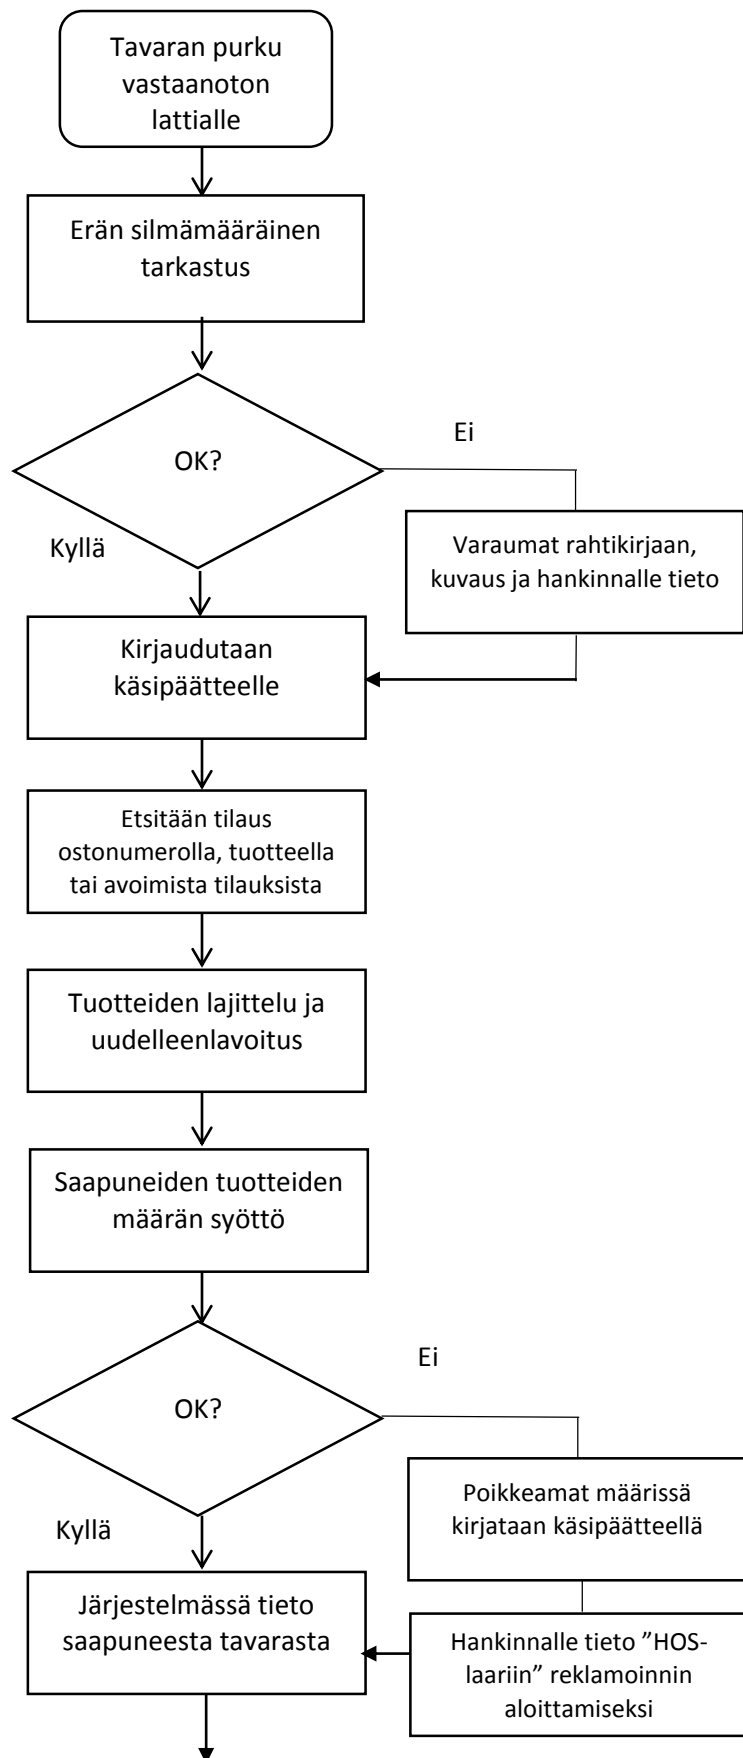 Tavaran purku
vastaanoton
lattialle
Erän silmämääräinen
tarkastus
OK?
Ei
Kyllä
Varaumat rahtikirjaan,
kuvaus ja hankinnalle tieto
Kirjaudutaan
käsipäätteelle
Etsitään tilaus
ostonumerolla, tuotteella
tai avoimista tilauksista
Tuotteiden lajittelu ja
uudelleenlavoitus
Saapuneiden tuotteiden
määrän syöttö
OK?
Ei
Kyllä
Poikkeamat määrissä
kirjataan käsipäätteellä
Järjestelmässä tieto
saapuneesta tavarasta
Hankinnalle tieto ”HOS-
laariin” reklamoinnin
aloittamiseksi